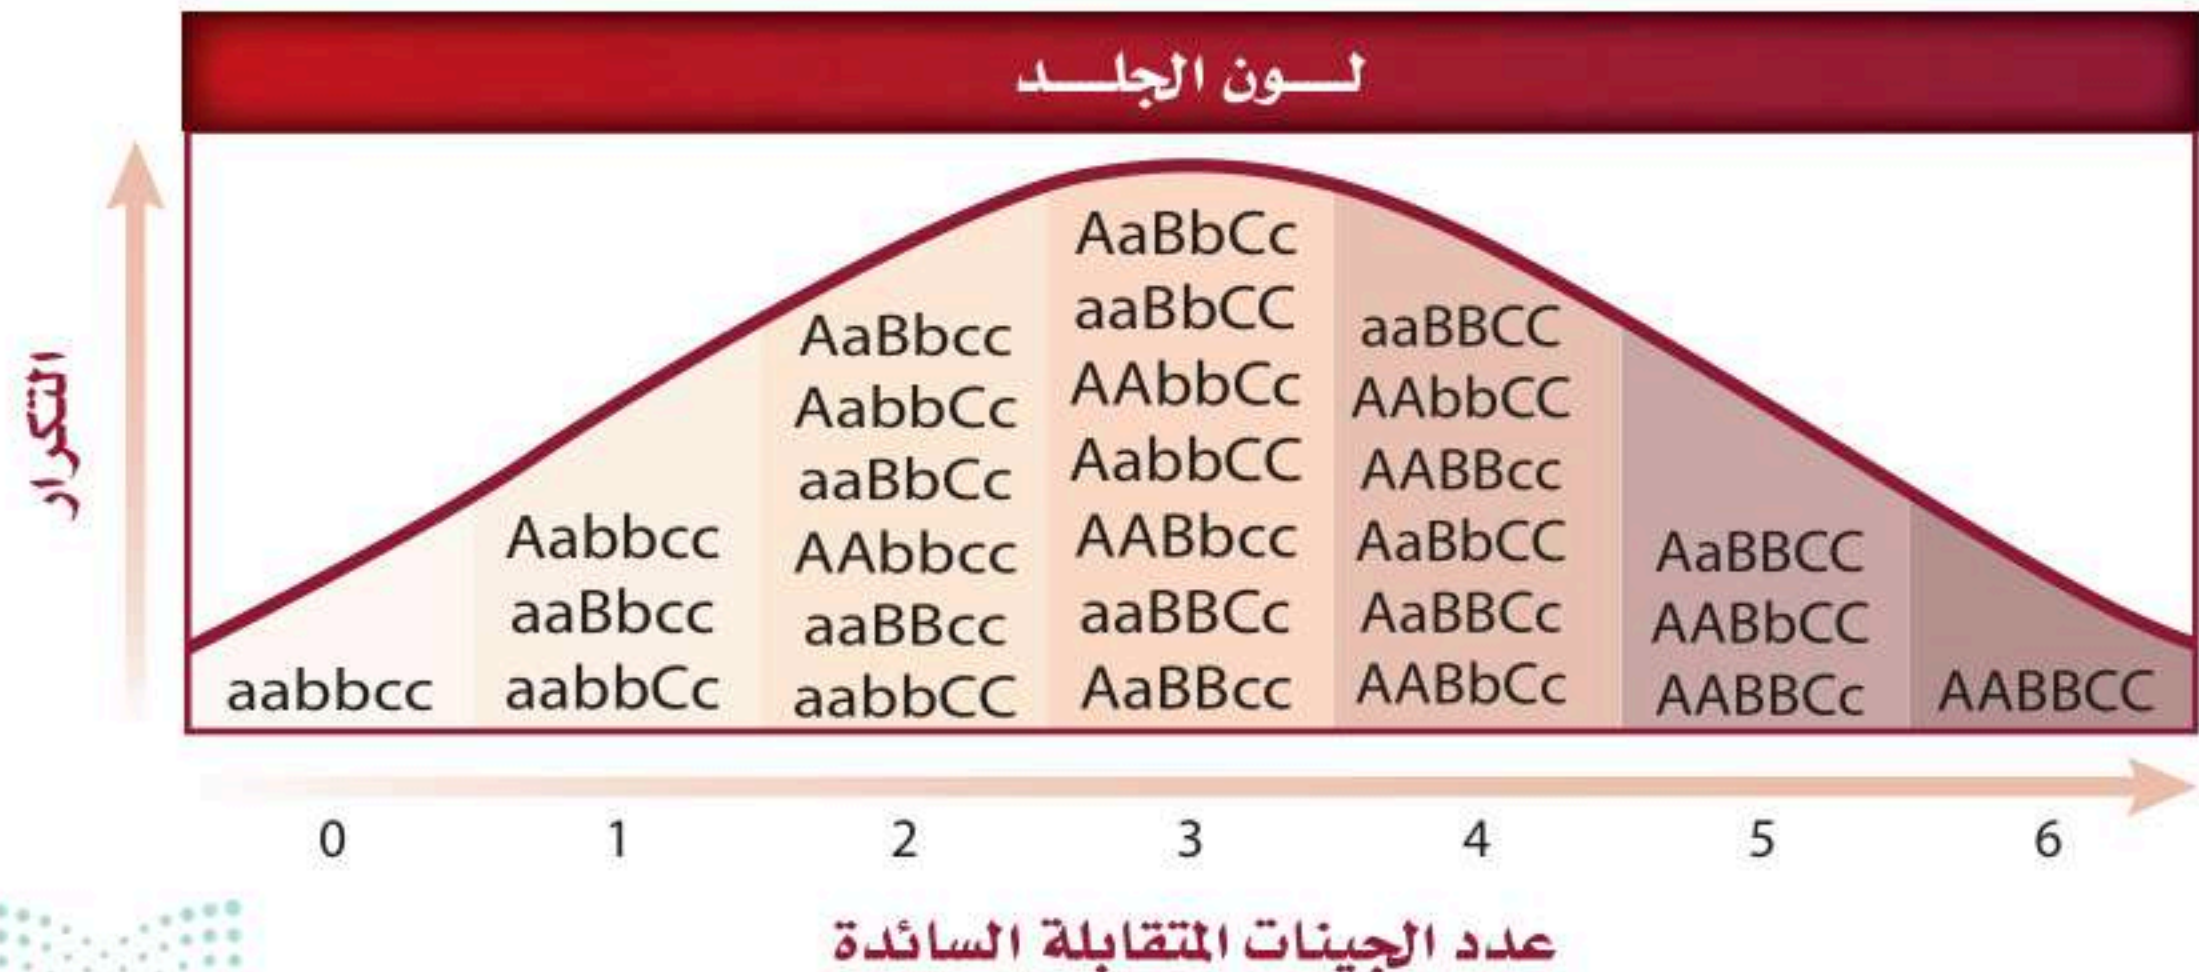 لـــون الجلـــد
التكرار
aabbcc
Aabbcc
aaBbcc
aabbCc
AaBbcc
AabbCc
aaBbCc
AAbbcc
aaBBcc
aabbCC
AaBbCc
aaBbCC
AAbbCc
AabbCC
AABbcc
aaBBCc
AaBBcc
aaBBCC
AAbbCC
AABBcc
AaBbCC
AaBBCc
AABbCc
AaBBCC
AABbCC
AABBCc
AABBCC
0 1 2 3 4 5 6
عدد الجينات المتقابلة السائدة